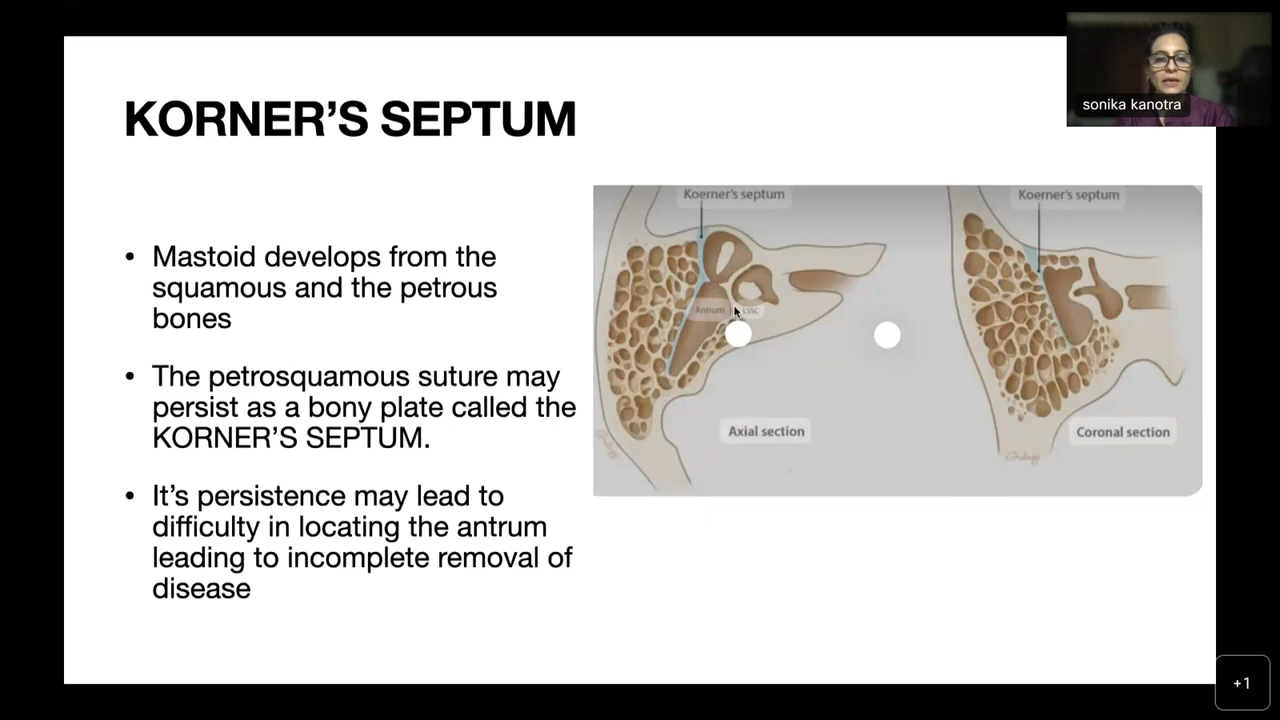 sonika kanotra
KORNER'S SEPTUM
Koerner's septum
Koerner's septum
• Mastoid develops from the
squamous and the petrous
bones
Antrum
LSSC
• The petrosquamous suture may
persist as a bony plate called the
KORNER'S SEPTUM.
Axial section
Coronal section
• It's persistence may lead to
difficulty in locating the antrum
leading to incomplete removal of
disease
+1